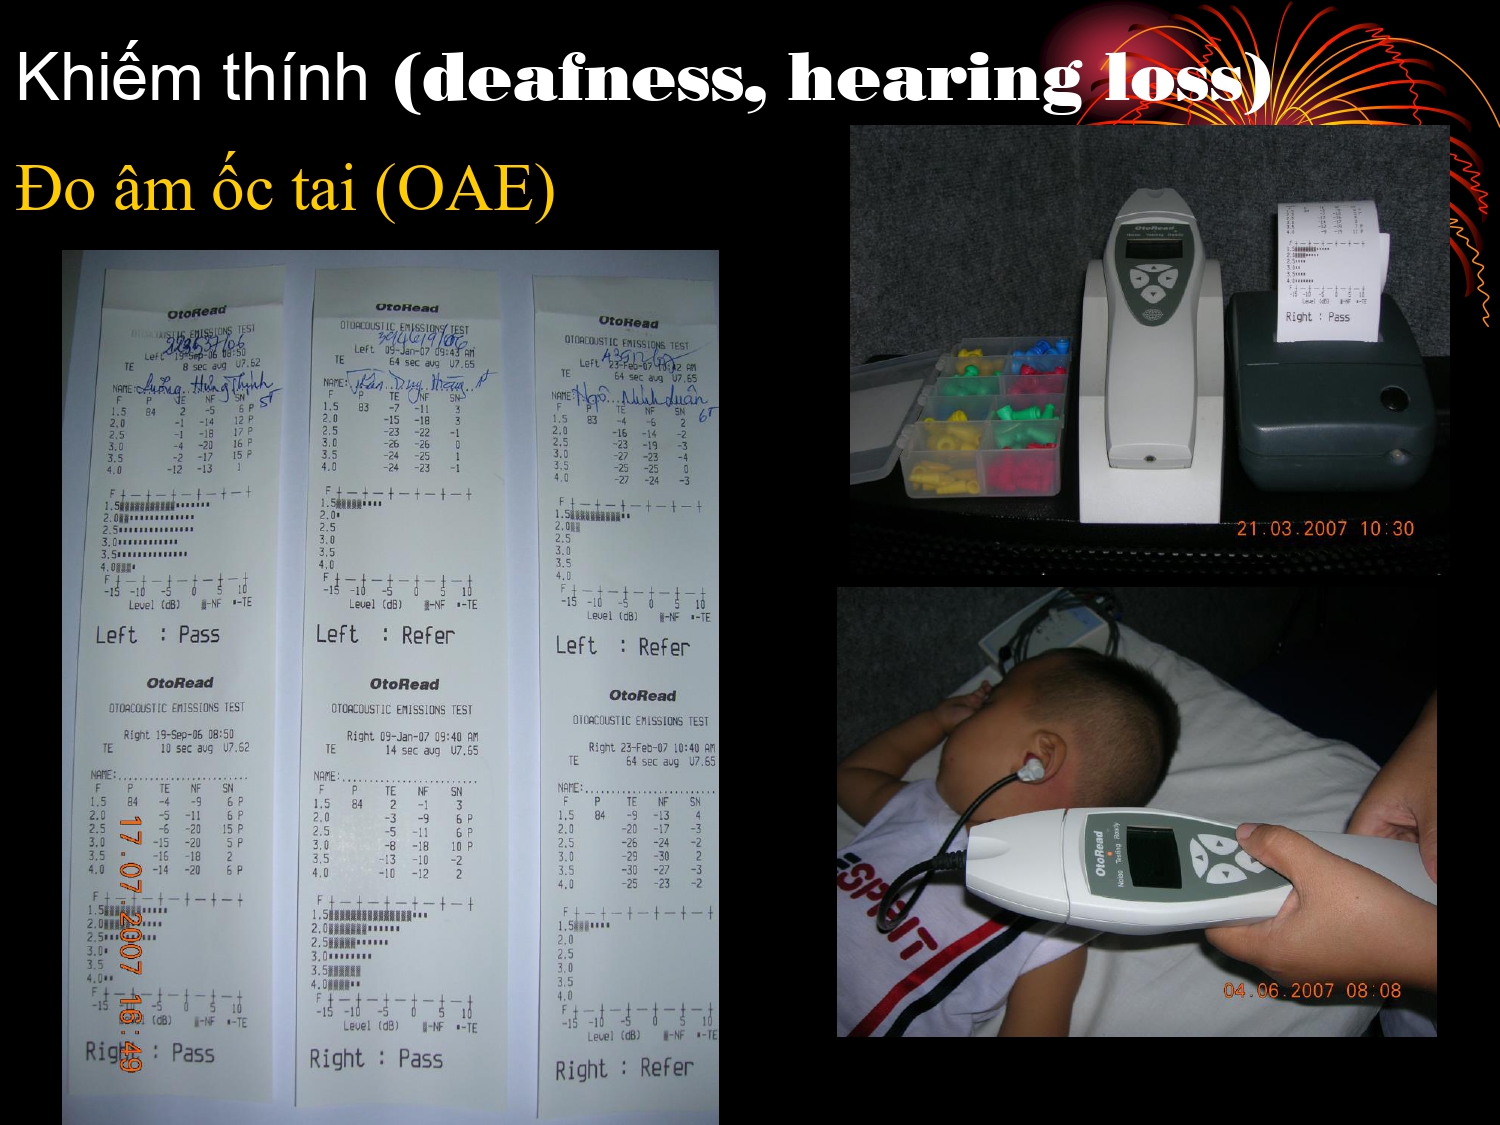 Khiếm thính (deafness, hearing loss)
Đo âm ốc tai (OAE)
OtoRead
OTOACOUSTIC EMISSIONS TEST
Left 19-Sep-06 08:50
TE 8 sec avg V7.62
NAME:
F P TE NF SN
1.5 84 2 -5 6 P
2.0 -1 -14 12 P
2.5 -1 -18 17 P
3.0 -4 -20 16 P
3.5 -2 -17 15 P
4.0 -12 -13 1
F
1.5
2.0
2.5
3.0
3.5
4.0
F
-15 -10 -5 0 5 10
Level (dB) -NF -TE
Left : Pass
OtoRead
OTOACOUSTIC EMISSIONS TEST
Right 19-Sep-06 08:50
TE 10 sec avg V7.62
NAME:
F P TE NF SN
1.5 84 -4 -9 6 P
2.0 -5 -11 6 P
2.5 -6 -20 15 P
3.0 -15 -20 5 P
3.5 -16 -18 2
4.0 -14 -20 6 P
F
1.5
2.0
2.5
3.0
3.5
4.0
F
-15 -5 0 5 10
(dB) -NF -TE
Right : Pass
17.07.2007 16:49
OtoRead
OTOACOUSTIC EMISSIONS TEST
Left 09-Jan-07 09:43 AM
TE 64 sec avg V7.65
NAME:
F P TE NF SN
1.5 83 -7 -11 3
2.0 -15 -18 3
2.5 -23 -22 -1
3.0 -26 -26 0
3.5 -24 -25 1
4.0 -24 -23 -1
F
1.5
2.0
2.5
3.0
3.5
4.0
F
-15 -10 -5 0 5 10
Level (dB) -NF -TE
Left : Refer
OtoRead
OTOACOUSTIC EMISSIONS TEST
Right 09-Jan-07 09:40 AM
TE 14 sec avg V7.65
NAME:
F P TE NF SN
1.5 84 2 -1 3
2.0 -3 -9 6 P
2.5 -5 -11 6 P
3.0 -8 -18 10 P
3.5 -13 -10 -2
4.0 -10 -12 2
F
1.5
2.0
2.5
3.0
3.5
4.0
F
-15 -10 -5 0 5 10
Level (dB) -NF -TE
Right : Pass
OtoRead
OTOACOUSTIC EMISSIONS TEST
Left 23-Feb-07 10:42 AM
TE 64 sec avg V7.65
NAME:
F P TE NF SN
1.5 83 -4 -6 2
2.0 -16 -14 -2
2.5 -23 -19 -3
3.0 -27 -23 -4
3.5 -25 -25 0
4.0 -27 -24 -3
F
1.5
2.0
2.5
3.0
3.5
4.0
F
-15 -10 -5 0 5 10
Level (dB) -NF -TE
Left : Refer
OtoRead
OTOACOUSTIC EMISSIONS TEST
Right 23-Feb-07 10:40 AM
TE 64 sec avg V7.65
NAME:
F P TE NF SN
1.5 84 -9 -13 4
2.0 -20 -17 -3
2.5 -26 -24 -2
3.0 -29 -30 2
3.5 -30 -27 -3
4.0 -25 -23 -2
F
1.5
2.0
2.5
3.0
3.5
4.0
F
-15 -10 -5 0 5 10
Level (dB) -NF -TE
Right : Refer
OtoRead
Level (dB) -NF -TE
Right : Pass
21.03.2007 10:30
OtoRead
Noise Testing Ready
ESPRIT
04.06.2007 08:08